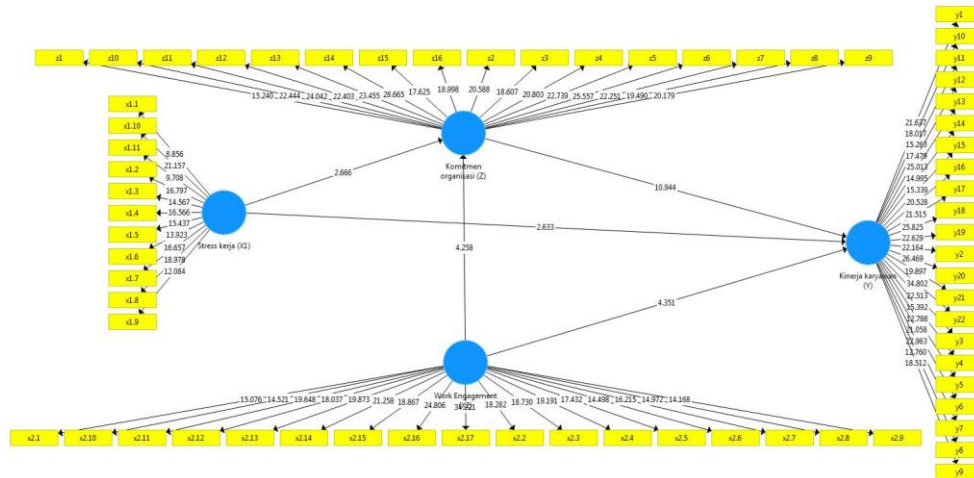 z1 z10 z11 z12 z13 z14 z15 z16 z2 z3 z4 z5 z6 z7 z8 z9
15.240 22.444 24.042 22.403 23.455 28.665 17.625 18.998 20.588 18.607 20.803 22.739 25.557 22.251 19.490 20.179
Komitmen
organisasi (Z)
x1.1
x1.10
x1.11
x1.2
x1.3
x1.4
x1.5
x1.6
x1.7
x1.8
x1.9
8.856
21.157
9.708
16.797
14.567
16.566
15.437
13.923
16.657
18.978
12.084
Stress kerja (X1)
2.666
10.944
2.633
4.258
4.351
Kinerja karyawan
(Y)
21.637
18.017
15.263
17.479
25.013
14.995
15.339
20.528
21.515
25.825
22.629
22.164
26.469
19.897
34.802
22.513
15.392
12.788
21.058
22.963
12.760
18.512
y1
y10
y11
y12
y13
y14
y15
y16
y17
y18
y19
y2
y20
y21
y22
y3
y4
y5
y6
y7
y8
y9
Work Engagement
15.076 14.521 19.648 18.037 19.873 21.258 18.867 24.806 34.221 18.282 18.730 19.191 17.432 14.498 16.215 14.972 14.168
x2.1 x2.10 x2.11 x2.12 x2.13 x2.14 x2.15 x2.16 x2.17 x2.2 x2.3 x2.4 x2.5 x2.6 x2.7 x2.8 x2.9